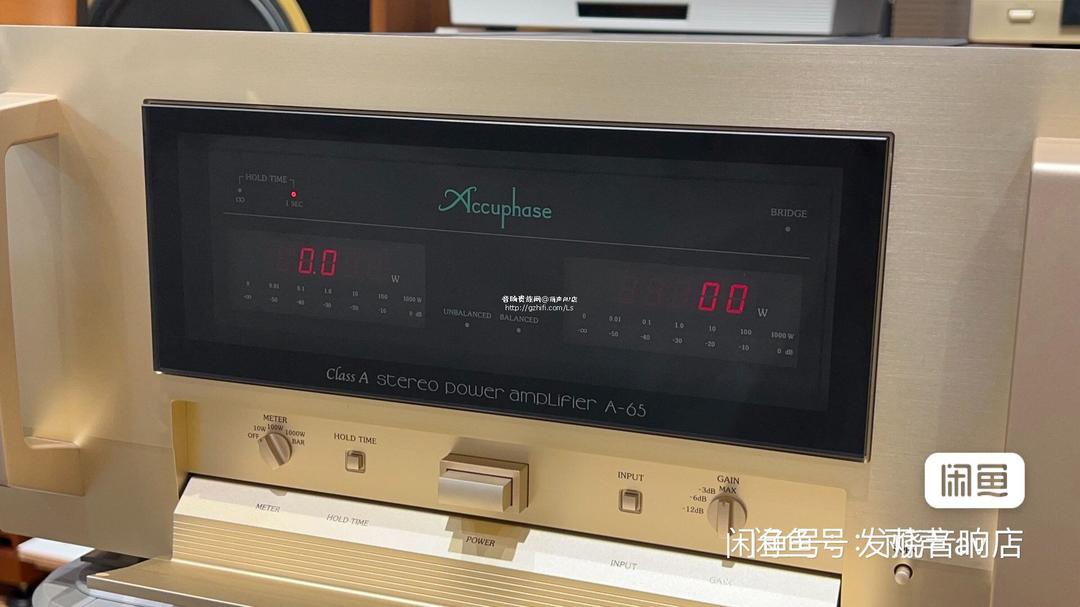 HOLD TIME
∞ 1 SEC
Accuphase
BRIDGE
0.0 W
0 0.01 0.1 1.0 10 100 1000 W
-∞ -50 -40 -30 -20 -10 0 dB
00 W
0 0.01 0.1 1.0 10 100 1000 W
-∞ -50 -40 -30 -20 -10 0 dB
http://gzhifi.com/Ls
UNBALANCED BALANCED
Class A stereo power amplifier A-65
METER
OFF 10W 100W 1000W BAR
HOLD TIME
INPUT
GAIN
MAX
-3dB
-6dB
-12dB
METER
HOLD TIME
POWER
INPUT
GAIN
闲鱼